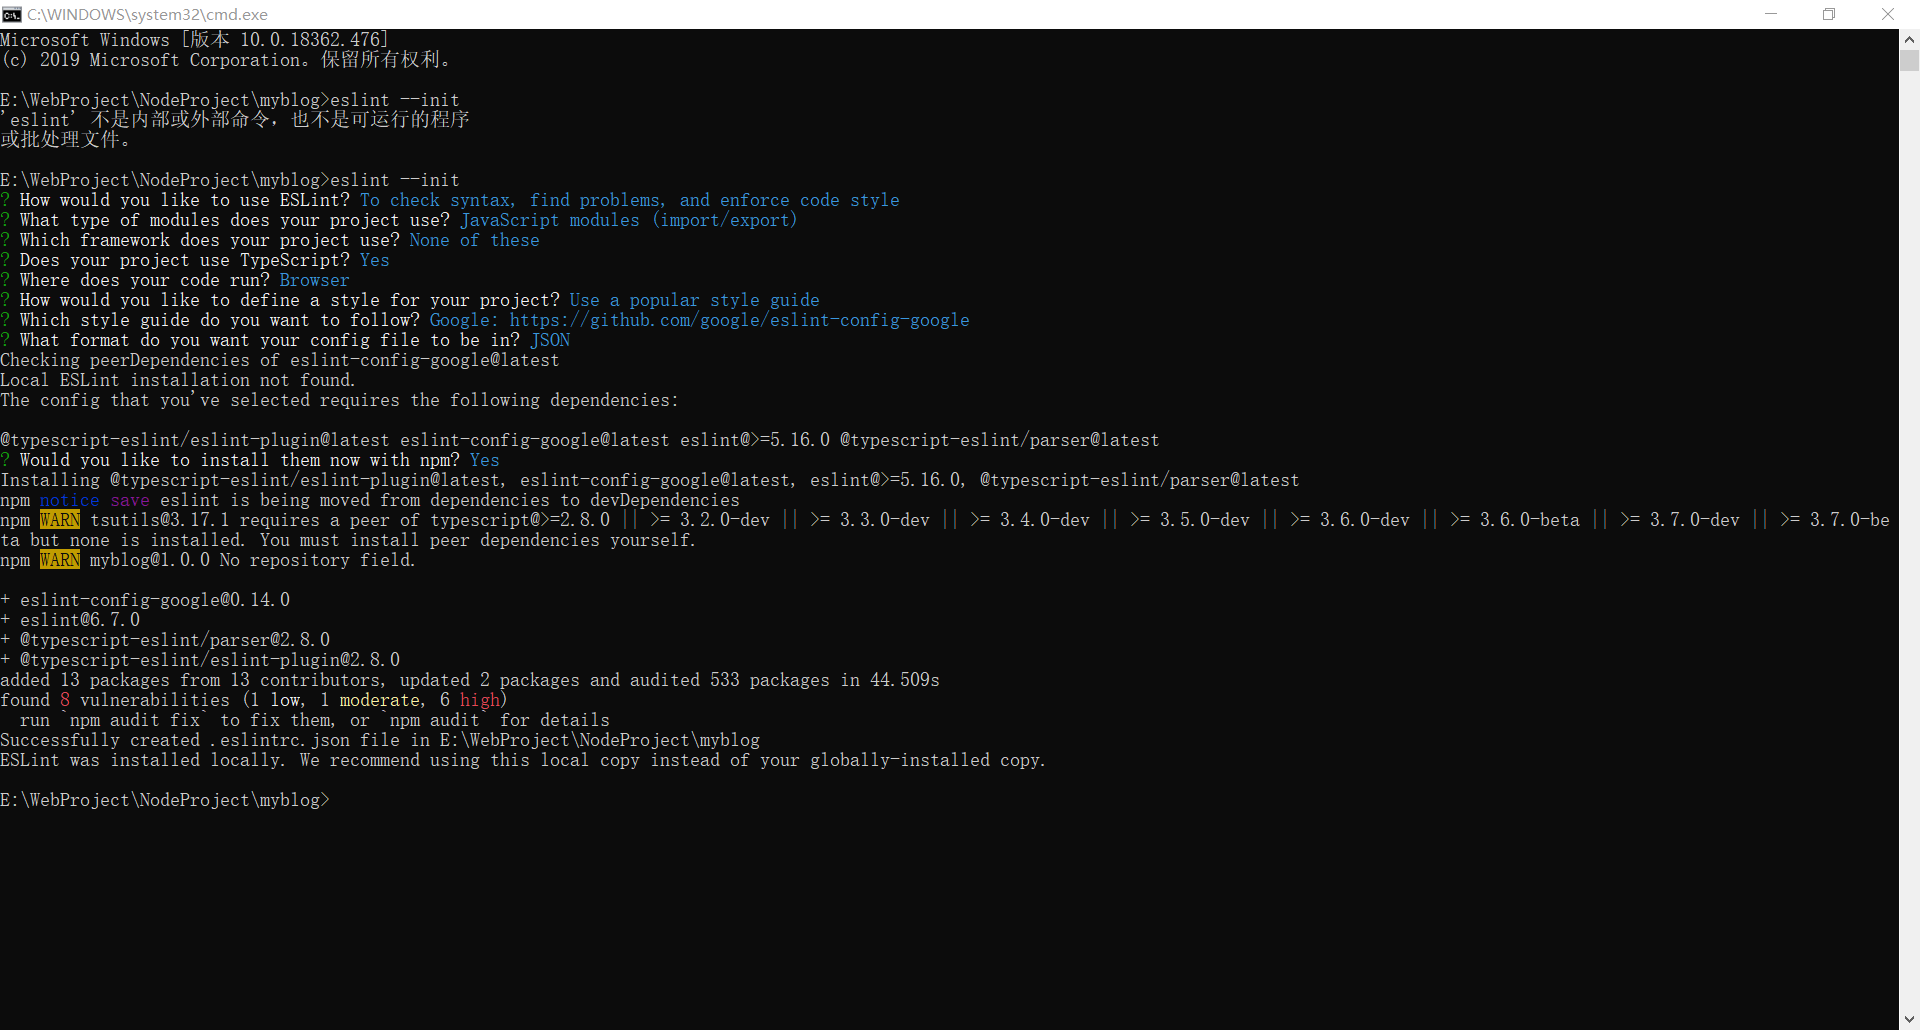 C:\WINDOWS\system32\cmd.exe
Microsoft Windows [版本 10.0.18362.476]
(c) 2019 Microsoft Corporation。保留所有权利。
E:\WebProject\NodeProject\myblog>eslint --init
'eslint' 不是内部或外部命令，也不是可运行的程序
或批处理文件。
E:\WebProject\NodeProject\myblog>eslint --init
? How would you like to use ESLint? To check syntax, find problems, and enforce code style
? What type of modules does your project use? JavaScript modules (import/export)
? Which framework does your project use? None of these
? Does your project use TypeScript? Yes
? Where does your code run? Browser
? How would you like to define a style for your project? Use a popular style guide
? Which style guide do you want to follow? Google: https://github.com/google/eslint-config-google
? What format do you want your config file to be in? JSON
Checking peerDependencies of eslint-config-google@latest
Local ESLint installation not found.
The config that you've selected requires the following dependencies:
@typescript-eslint/eslint-plugin@latest eslint-config-google@latest eslint@>=5.16.0 @typescript-eslint/parser@latest
? Would you like to install them now with npm? Yes
Installing @typescript-eslint/eslint-plugin@latest, eslint-config-google@latest, eslint@>=5.16.0, @typescript-eslint/parser@latest
npm notice save eslint is being moved from dependencies to devDependencies
npm WARN tsutils@3.17.1 requires a peer of typescript@>=2.8.0 || >= 3.2.0-dev || >= 3.3.0-dev || >= 3.4.0-dev || >= 3.5.0-dev || >= 3.6.0-dev || >= 3.6.0-beta || >= 3.7.0-dev || >= 3.7.0-be
ta but none is installed. You must install peer dependencies yourself.
npm WARN myblog@1.0.0 No repository field.
+ eslint-config-google@0.14.0
+ eslint@6.7.0
+ @typescript-eslint/parser@2.8.0
+ @typescript-eslint/eslint-plugin@2.8.0
added 13 packages from 13 contributors, updated 2 packages and audited 533 packages in 44.509s
found 8 vulnerabilities (1 low, 1 moderate, 6 high)
  run `npm audit fix` to fix them, or `npm audit` for details
Successfully created .eslintrc.json file in E:\WebProject\NodeProject\myblog
ESLint was installed locally. We recommend using this local copy instead of your globally-installed copy.
E:\WebProject\NodeProject\myblog>